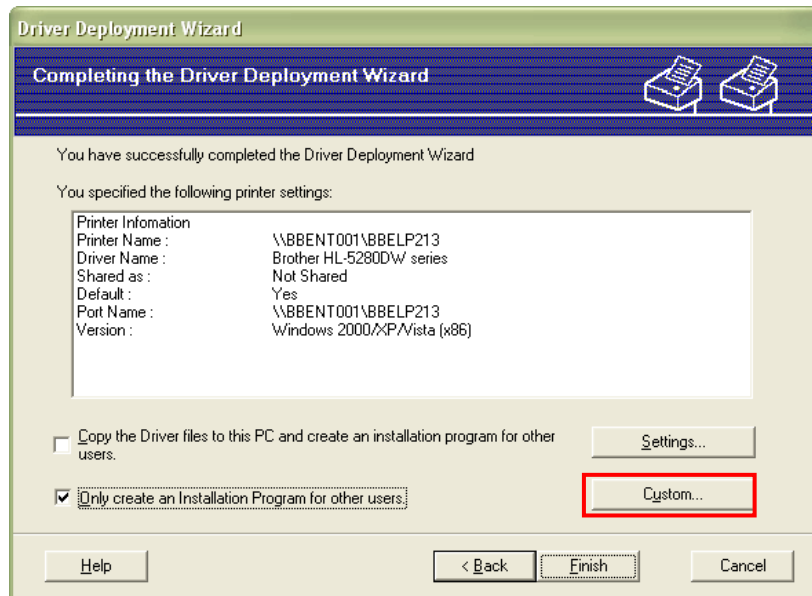 Driver Deployment Wizard
Completing the Driver Deployment Wizard
You have successfully completed the Driver Deployment Wizard
You specified the following printer settings:
Printer Infomation
Printer Name : \\BBENT001\BBELP213
Driver Name : Brother HL-5280DW series
Shared as : Not Shared
Default : Yes
Port Name : \\BBENT001\BBELP213
Version : Windows 2000/XP/Vista (x86)
Copy the Driver files to this PC and create an installation program for other
users.
Settings...
Only create an Installation Program for other users.
Custom...
Help
< Back
Finish
Cancel